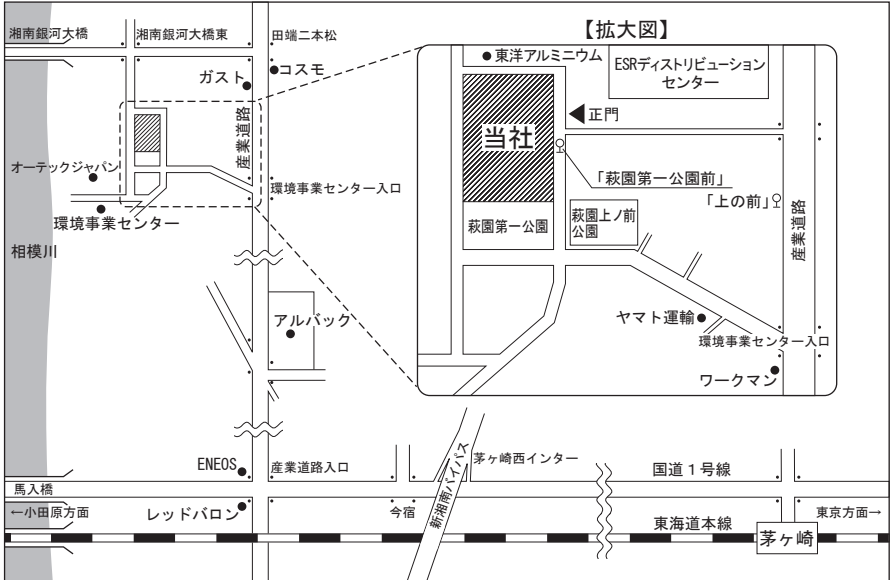 湘南銀河大橋
湘南銀河大橋東
田端二本松
コスモ
ガスト
産業道路
オーテックジャパン
環境事業センター
環境事業センター入口
相模川
アルバック
【拡大図】
東洋アルミニウム
ESRディストリビューション
センター
正門
当社
「萩園第一公園前」
「上の前」
萩園第一公園
萩園上ノ前
公園
産業道路
ヤマト運輸
環境事業センター入口
ワークマン
ENEOS
産業道路入口
新湘南バイパス
茅ヶ崎西インター
国道1号線
馬入橋
←小田原方面
レッドバロン
今宿
東京方面→
東海道本線
茅ヶ崎